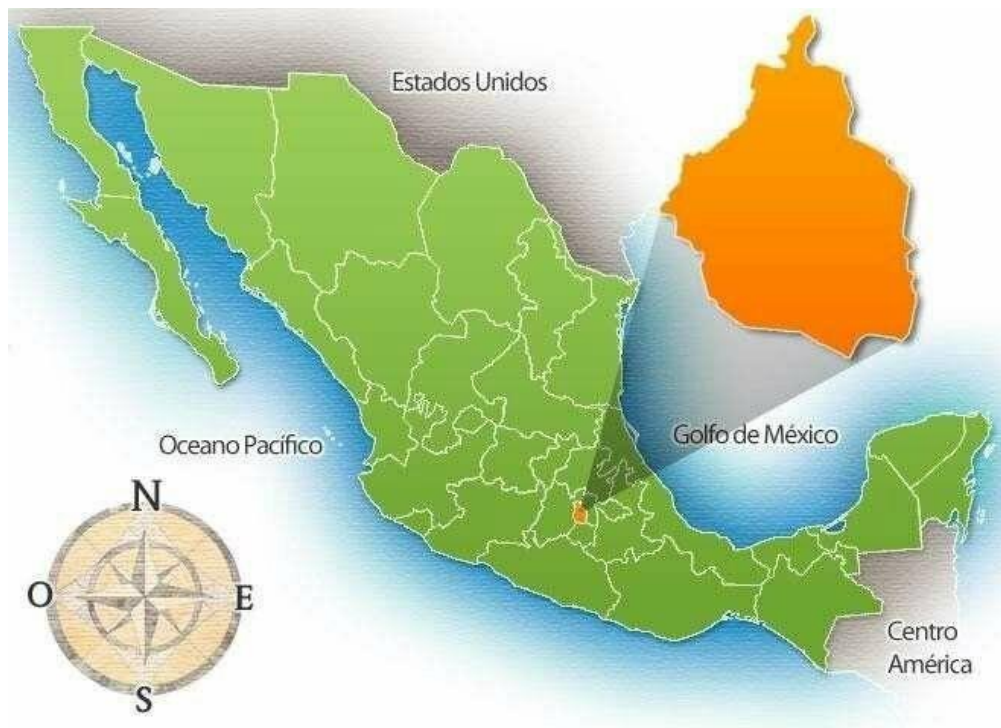 Estados Unidos
Golfo de México
Oceano Pacífico
N
O
E
S
Centro
América